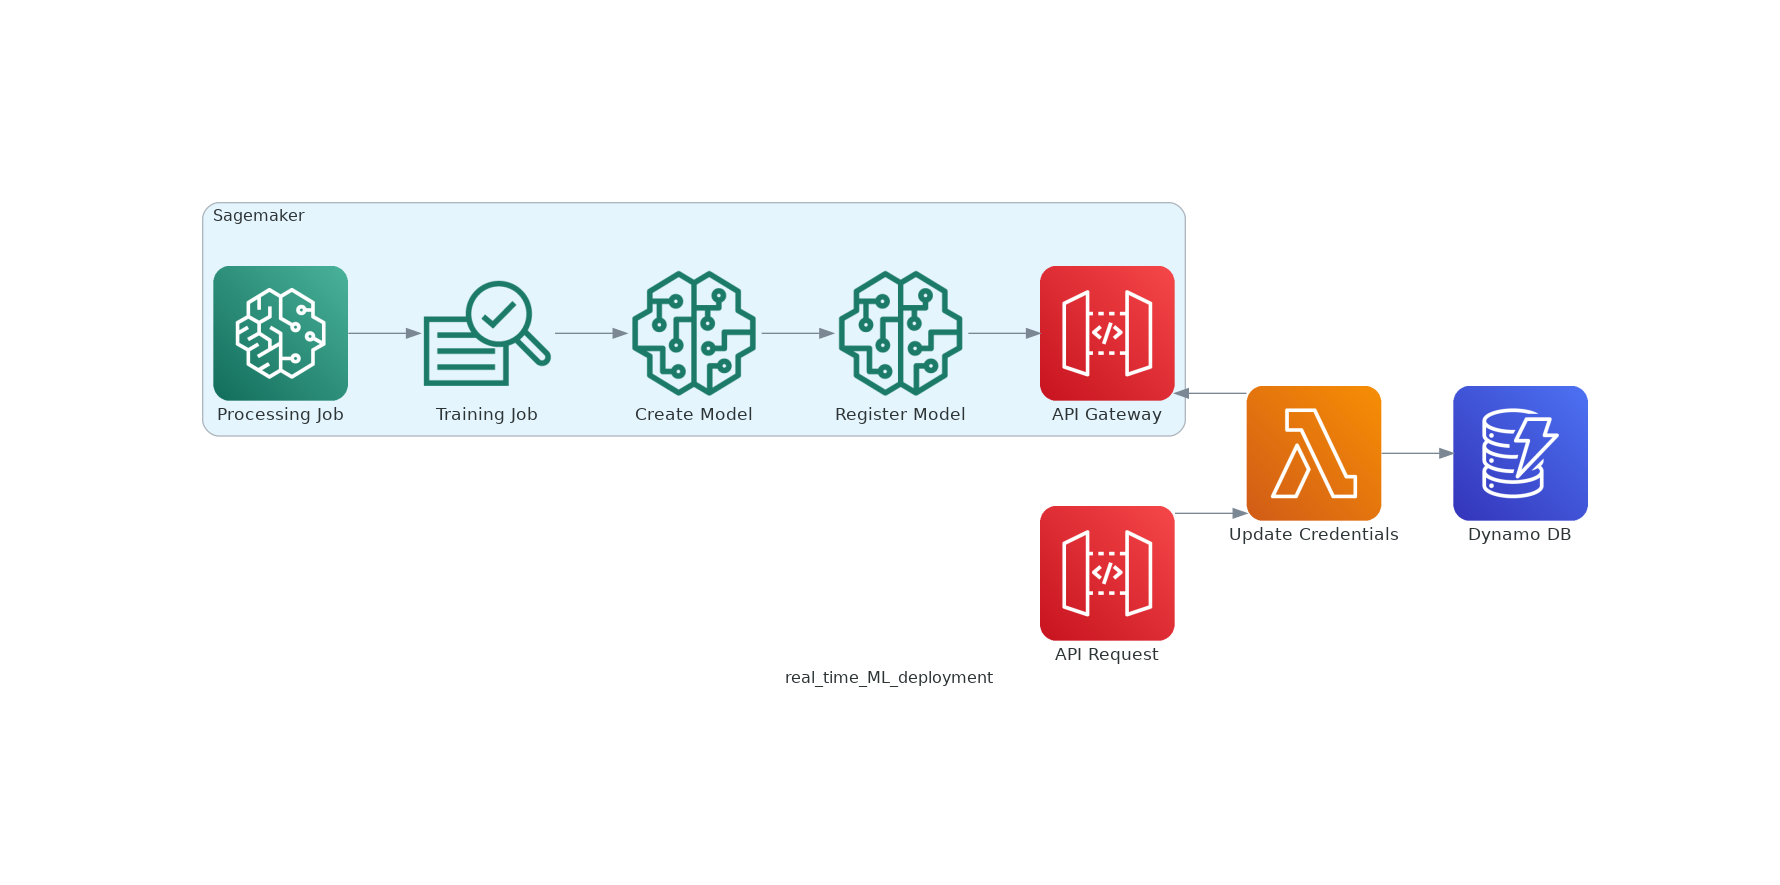 Sagemaker
Processing Job
Training Job
Create Model
Register Model
API Gateway
Update Credentials
Dynamo DB
API Request
real_time_ML_deployment